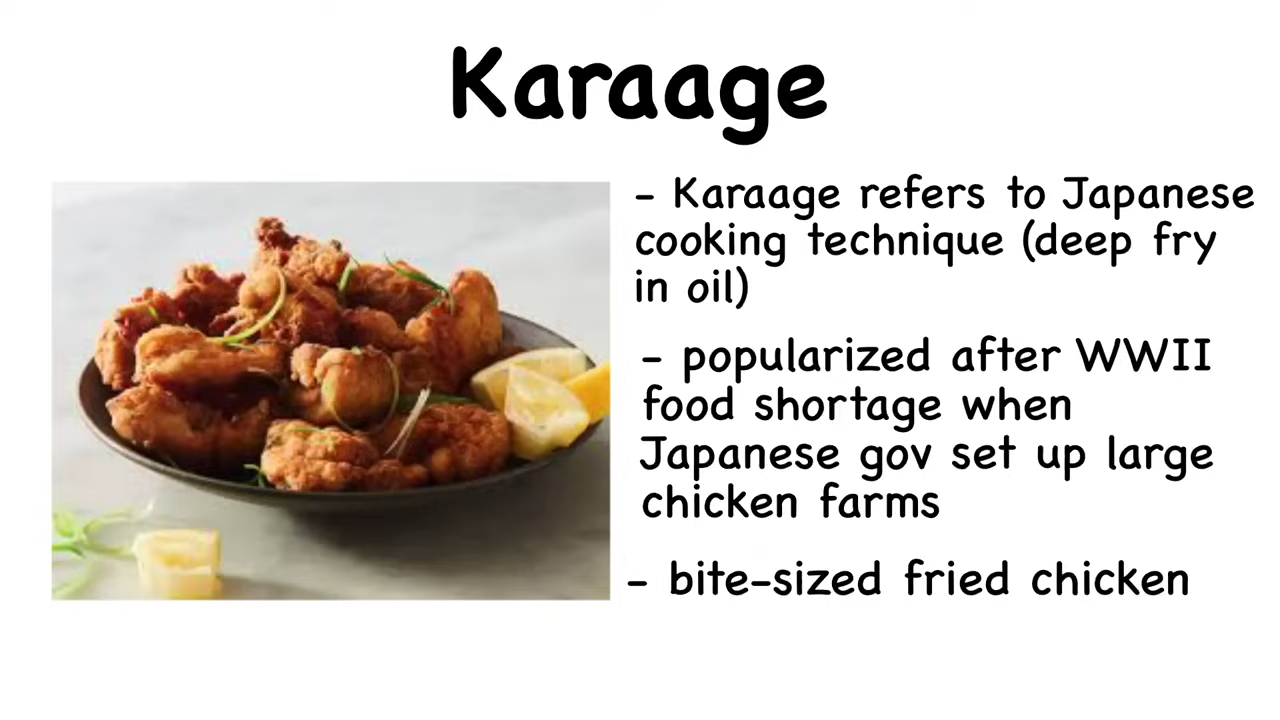 Karaage
- Karaage refers to Japanese
cooking technique (deep fry
in oil)
- popularized after WWII
food shortage when
Japanese gov set up large
chicken farms
- bite-sized fried chicken